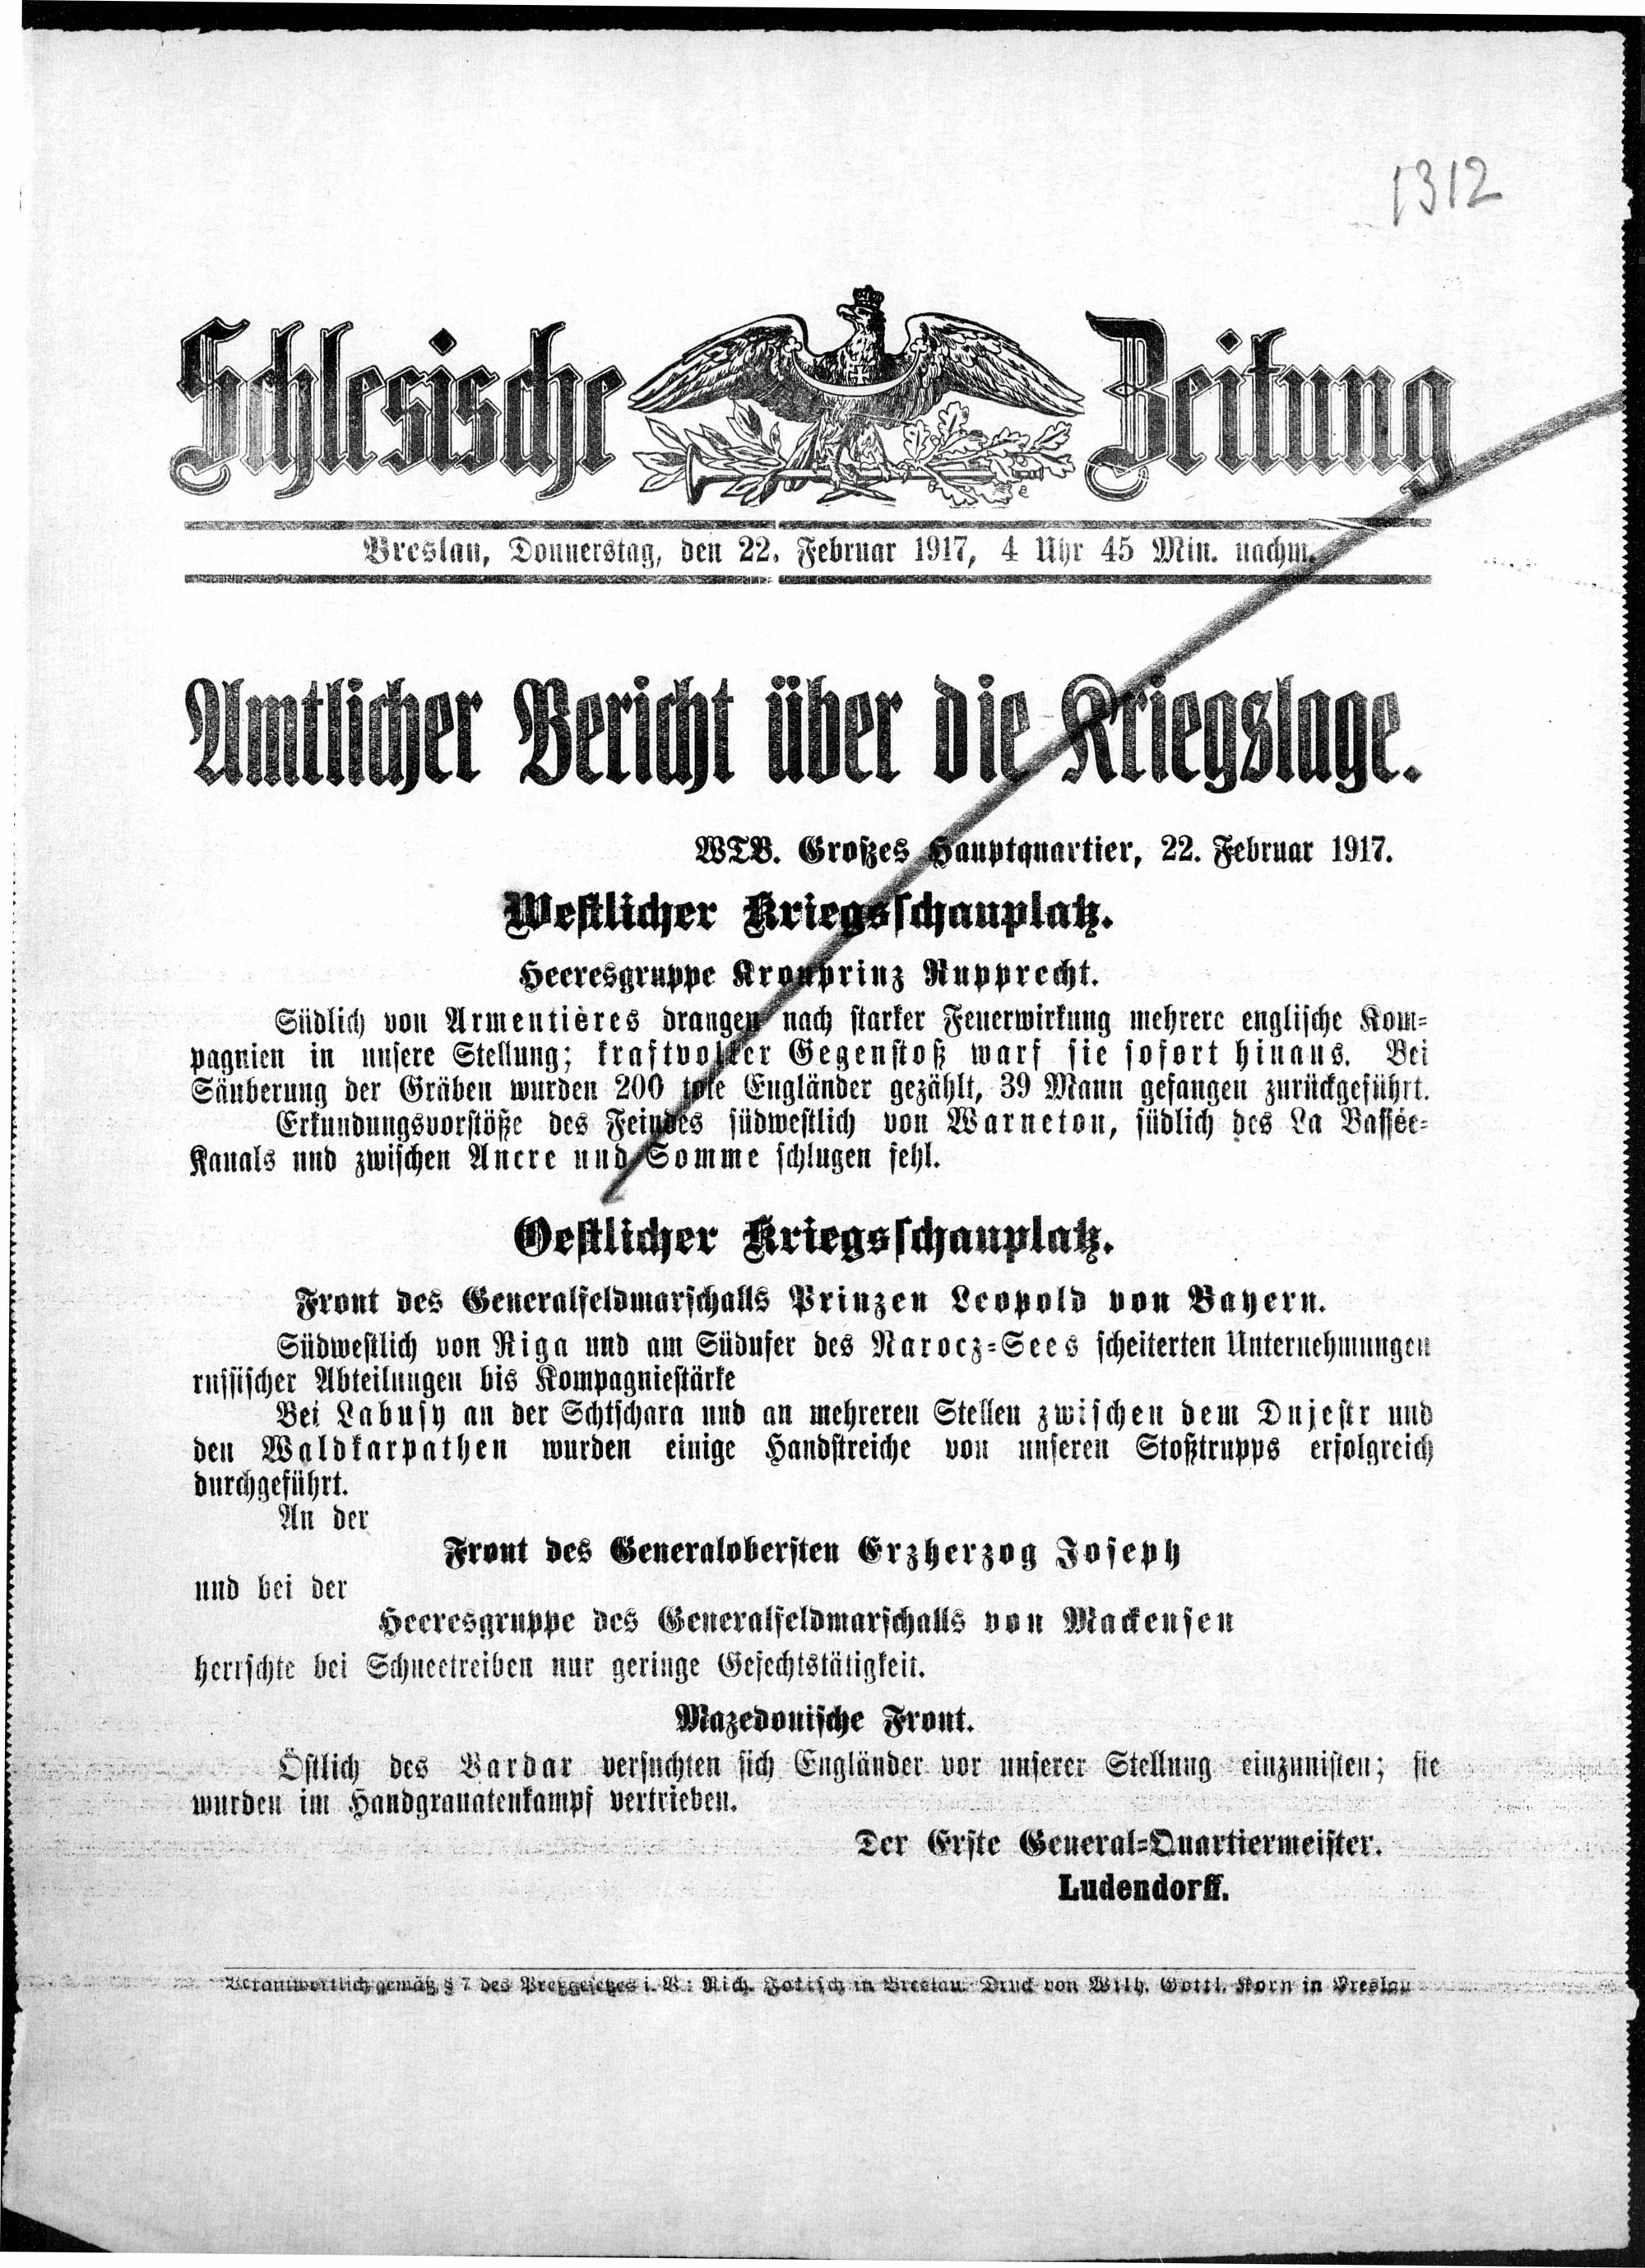 1312
Schlesische Zeitung
Breslau, Donnerstag, den 22. Februar 1917, 4 Uhr 45 Min. nachm.
Amtlicher Bericht über die Kriegslage.
WTB. Großes Hauptquartier, 22. Februar 1917.
Westlicher Kriegsschauplatz.
Heeresgruppe Kronprinz Rupprecht.
Südlich von Armentières drangen nach starker Feuerwirkung mehrere englische Kom-
pagnien in unsere Stellung; kraftvoller Gegenstoß warf sie sofort hinaus. Bei
Säuberung der Gräben wurden 200 tote Engländer gezählt, 39 Mann gefangen zurückgeführt.
Erkundungsvorstöße des Feindes südwestlich von Warneton, südlich des La Bassée-
Kanals und zwischen Ancre und Somme schlugen fehl.
Oestlicher Kriegsschauplatz.
Front des Generalfeldmarschalls Prinzen Leopold von Bayern.
Südwestlich von Riga und am Südufer des Narocz-Sees scheiterten Unternehmungen
russischer Abteilungen bis Kompagniestärke
Bei Labusy an der Schtschara und an mehreren Stellen zwischen dem Dnjestr und
den Waldkarpathen wurden einige Handstreiche von unseren Stoßtrupps erfolgreich
durchgeführt.
An der
Front des Generalobersten Erzherzog Joseph
und bei der
Heeresgruppe des Generalfeldmarschalls von Mackensen
herrschte bei Schneetreiben nur geringe Gefechtstätigkeit.
Mazedonische Front.
Östlich des Vardar versuchten sich Engländer vor unserer Stellung einzunisten; sie
wurden im Handgranatenkampf vertrieben.
Der Erste General-Quartiermeister.
Ludendorff.
Verantwortlich gemäß § 7 des Preßgesetzes i. V.: Rich. in Breslau. Druck von Wilh. Gottl. Korn in Breslau